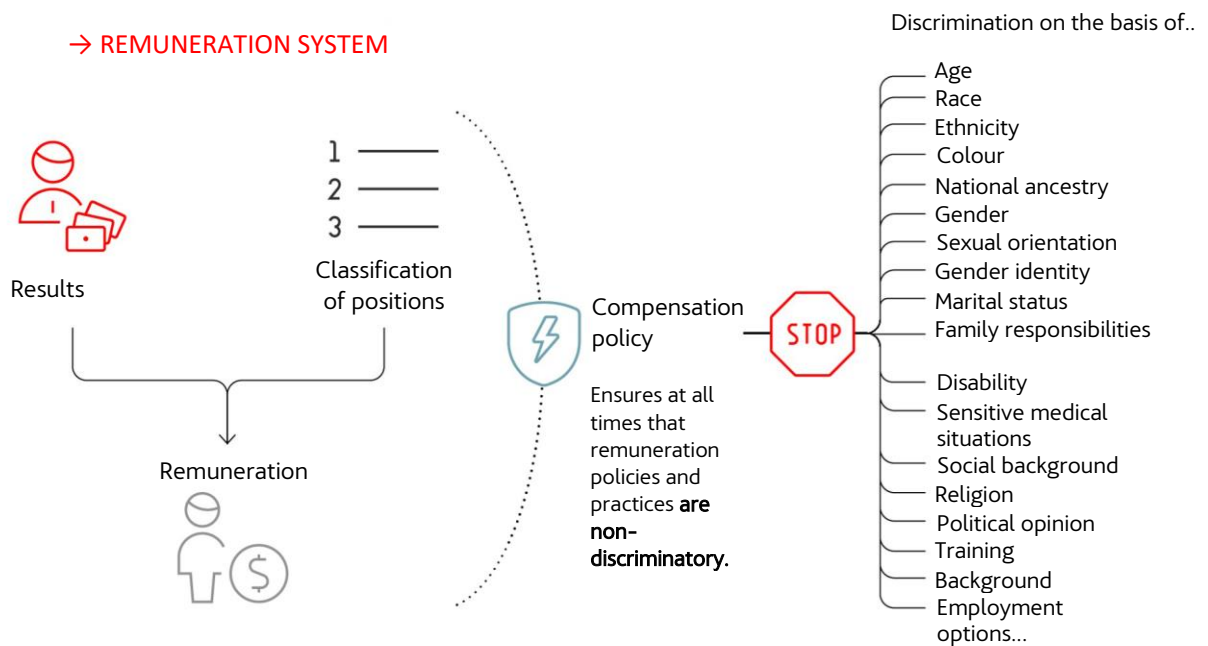 → REMUNERATION SYSTEM
Results
1
2
3
Classification
of positions
Remuneration
$
Compensation
policy
Ensures at all
times that
remuneration
policies and
practices are
non-
discriminatory.
STOP
Discrimination on the basis of..
Age
Race
Ethnicity
Colour
National ancestry
Gender
Sexual orientation
Gender identity
Marital status
Family responsibilities
Disability
Sensitive medical
situations
Social background
Religion
Political opinion
Training
Background
Employment
options...